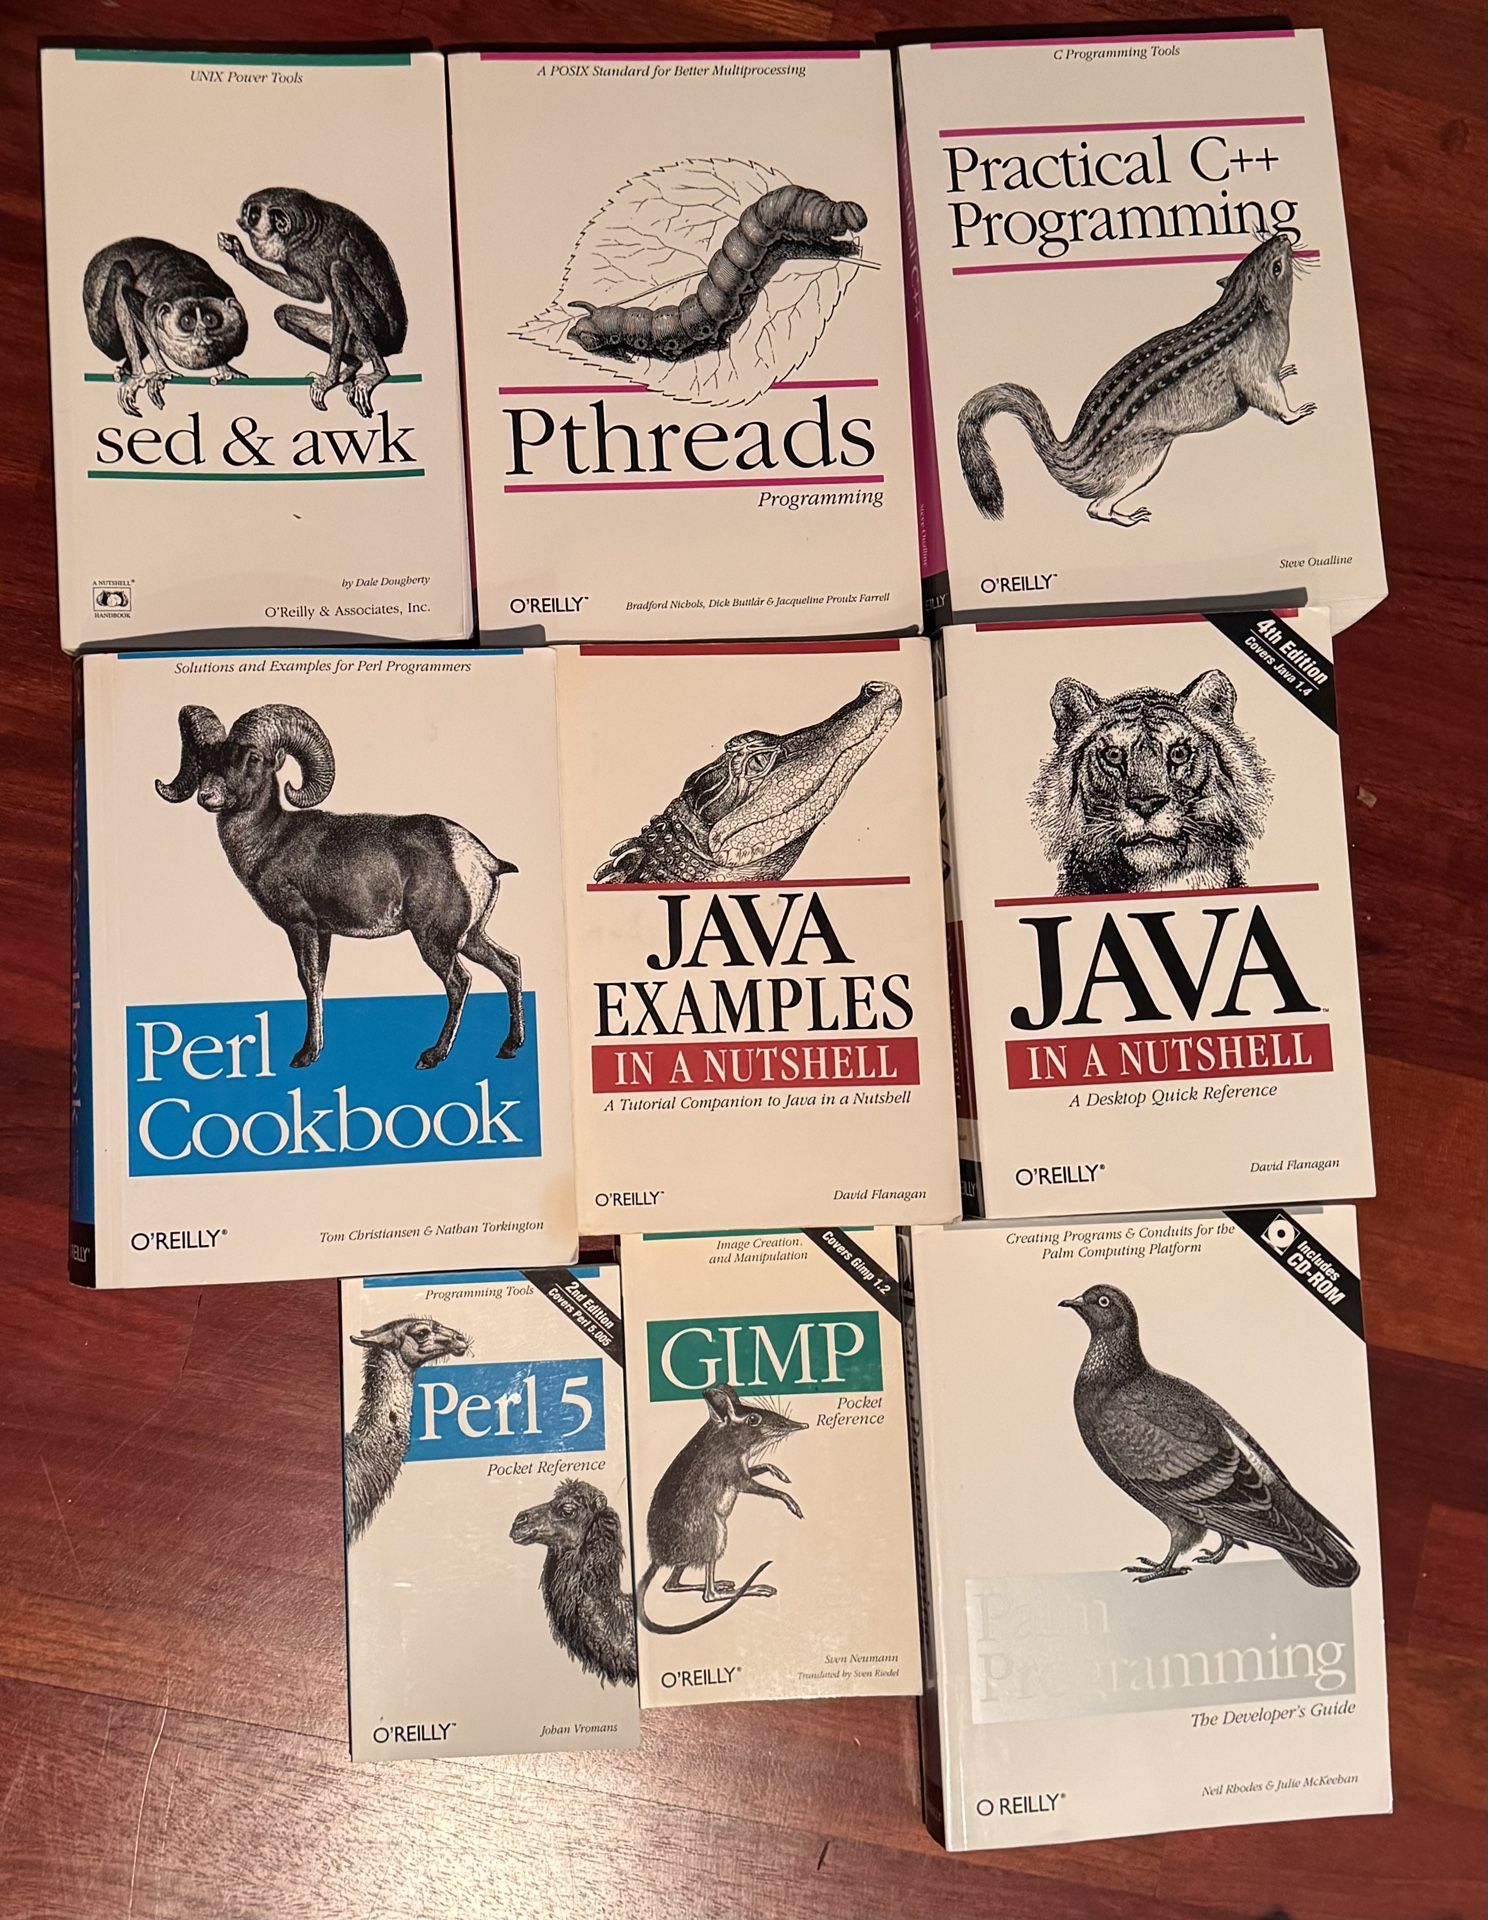 UNIX Power Tools
sed & awk
A NUTSHELL®
HANDBOOK
by Dale Dougherty
O'Reilly & Associates, Inc.
A POSIX Standard for Better Multiprocessing
Pthreads
Programming
O'REILLY™
Bradford Nichols, Dick Buttlar & Jacqueline Proulx Farrell
C Programming Tools
Practical C++
Programming
Steve Oualline
O'REILLY™
Solutions and Examples for Perl Programmers
Perl
Cookbook
O'REILLY®
Tom Christiansen & Nathan Torkington
JAVA
EXAMPLES
IN A NUTSHELL
A Tutorial Companion to Java in a Nutshell
O'REILLY™
David Flanagan
4th Edition
Covers Java 1.4
JAVA™
IN A NUTSHELL
A Desktop Quick Reference
O'REILLY®
David Flanagan
Programming Tools
2nd Edition
Covers Perl 5.005
Perl 5
Pocket Reference
O'REILLY™
Johan Vromans
Image Creation
and Manipulation
Covers Gimp 1.2
GIMP
Pocket
Reference
Sven Neumann
Translated by Sven Riedel
O'REILLY®
Creating Programs & Conduits for the
Palm Computing Platform
Includes
CD-ROM
Palm
Programming
The Developer's Guide
Neil Rhodes & Julie McKeehan
O'REILLY®